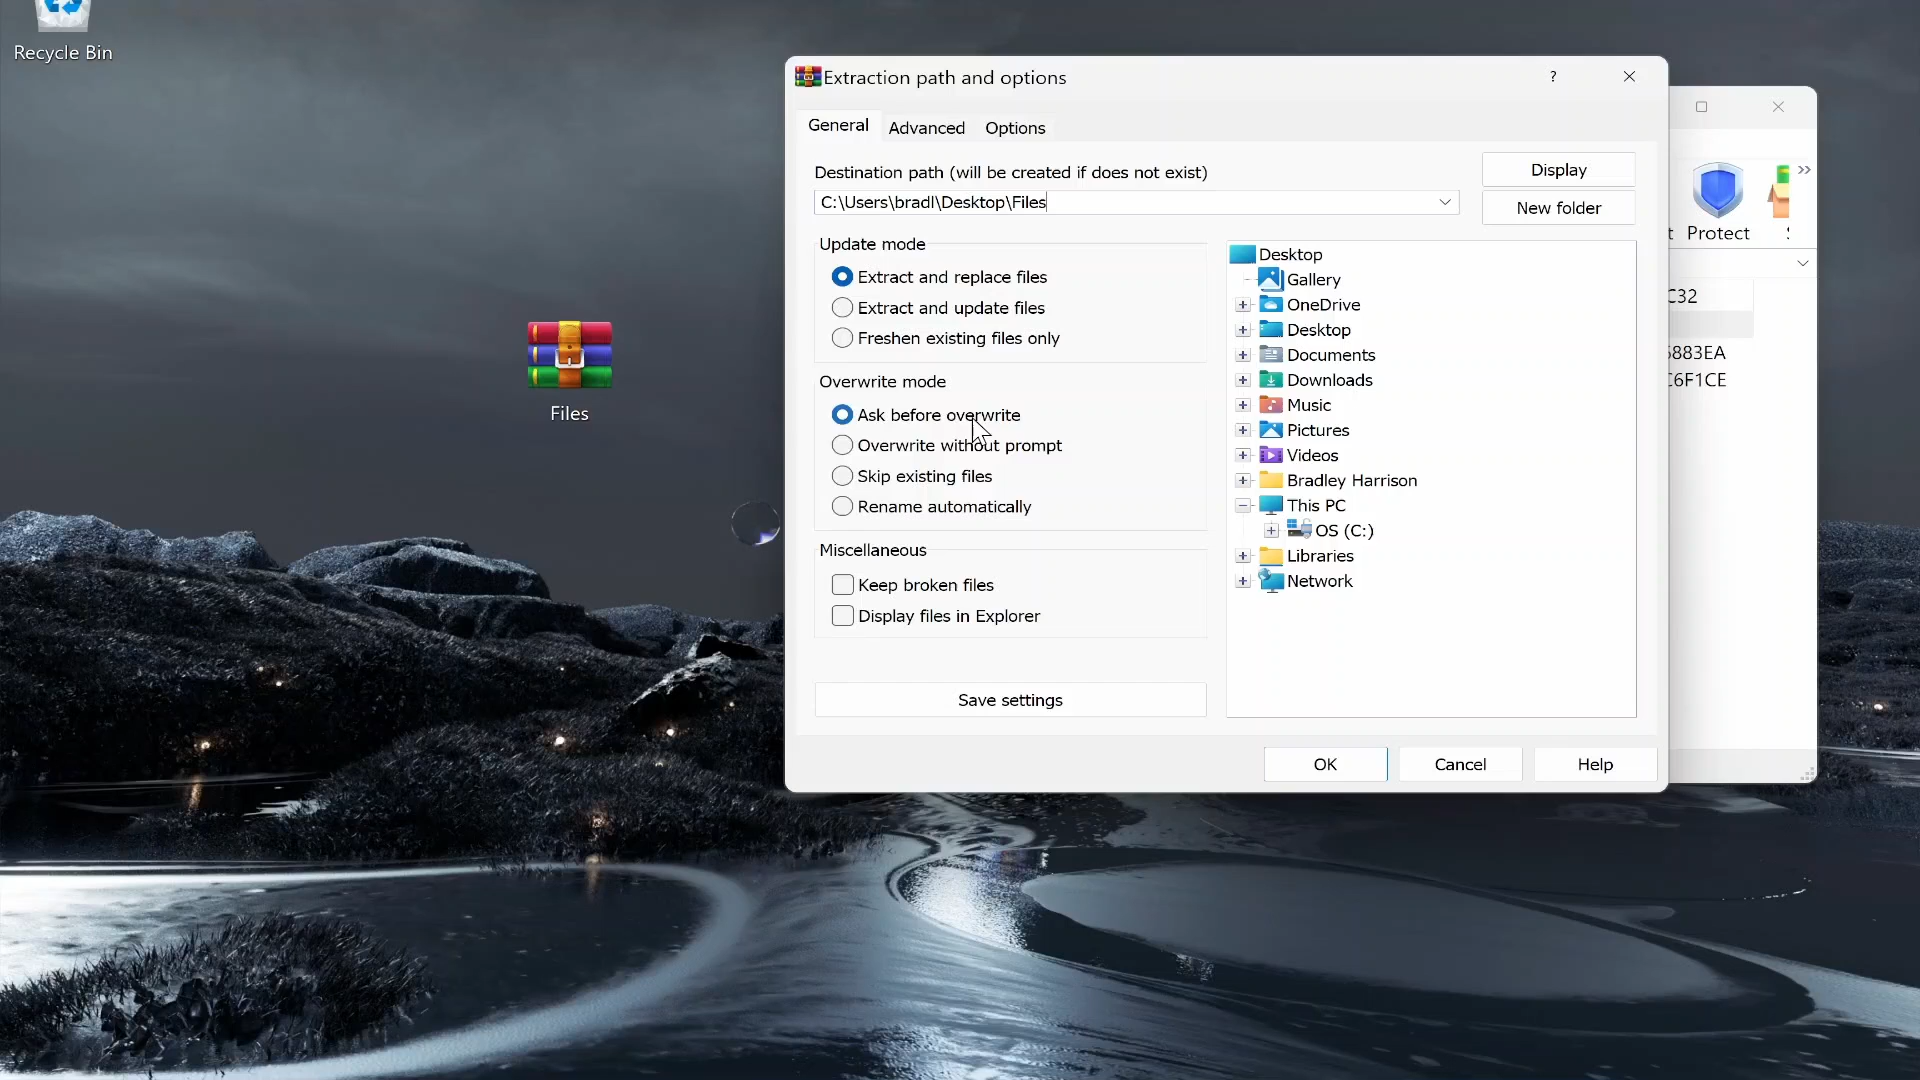 Recycle Bin
Files
Extraction path and options
?
General Advanced Options
Destination path (will be created if does not exist)
C:\Users\bradl\Desktop\Files
Display
New folder
Update mode
Extract and replace files
Extract and update files
Freshen existing files only
Overwrite mode
Ask before overwrite
Overwrite without prompt
Skip existing files
Rename automatically
Miscellaneous
Keep broken files
Display files in Explorer
Save settings
Desktop
Gallery
OneDrive
Desktop
Documents
Downloads
Music
Pictures
Videos
Bradley Harrison
This PC
OS (C:)
Libraries
Network
OK Cancel Help
Protect
C32
6883EA
C6F1CE